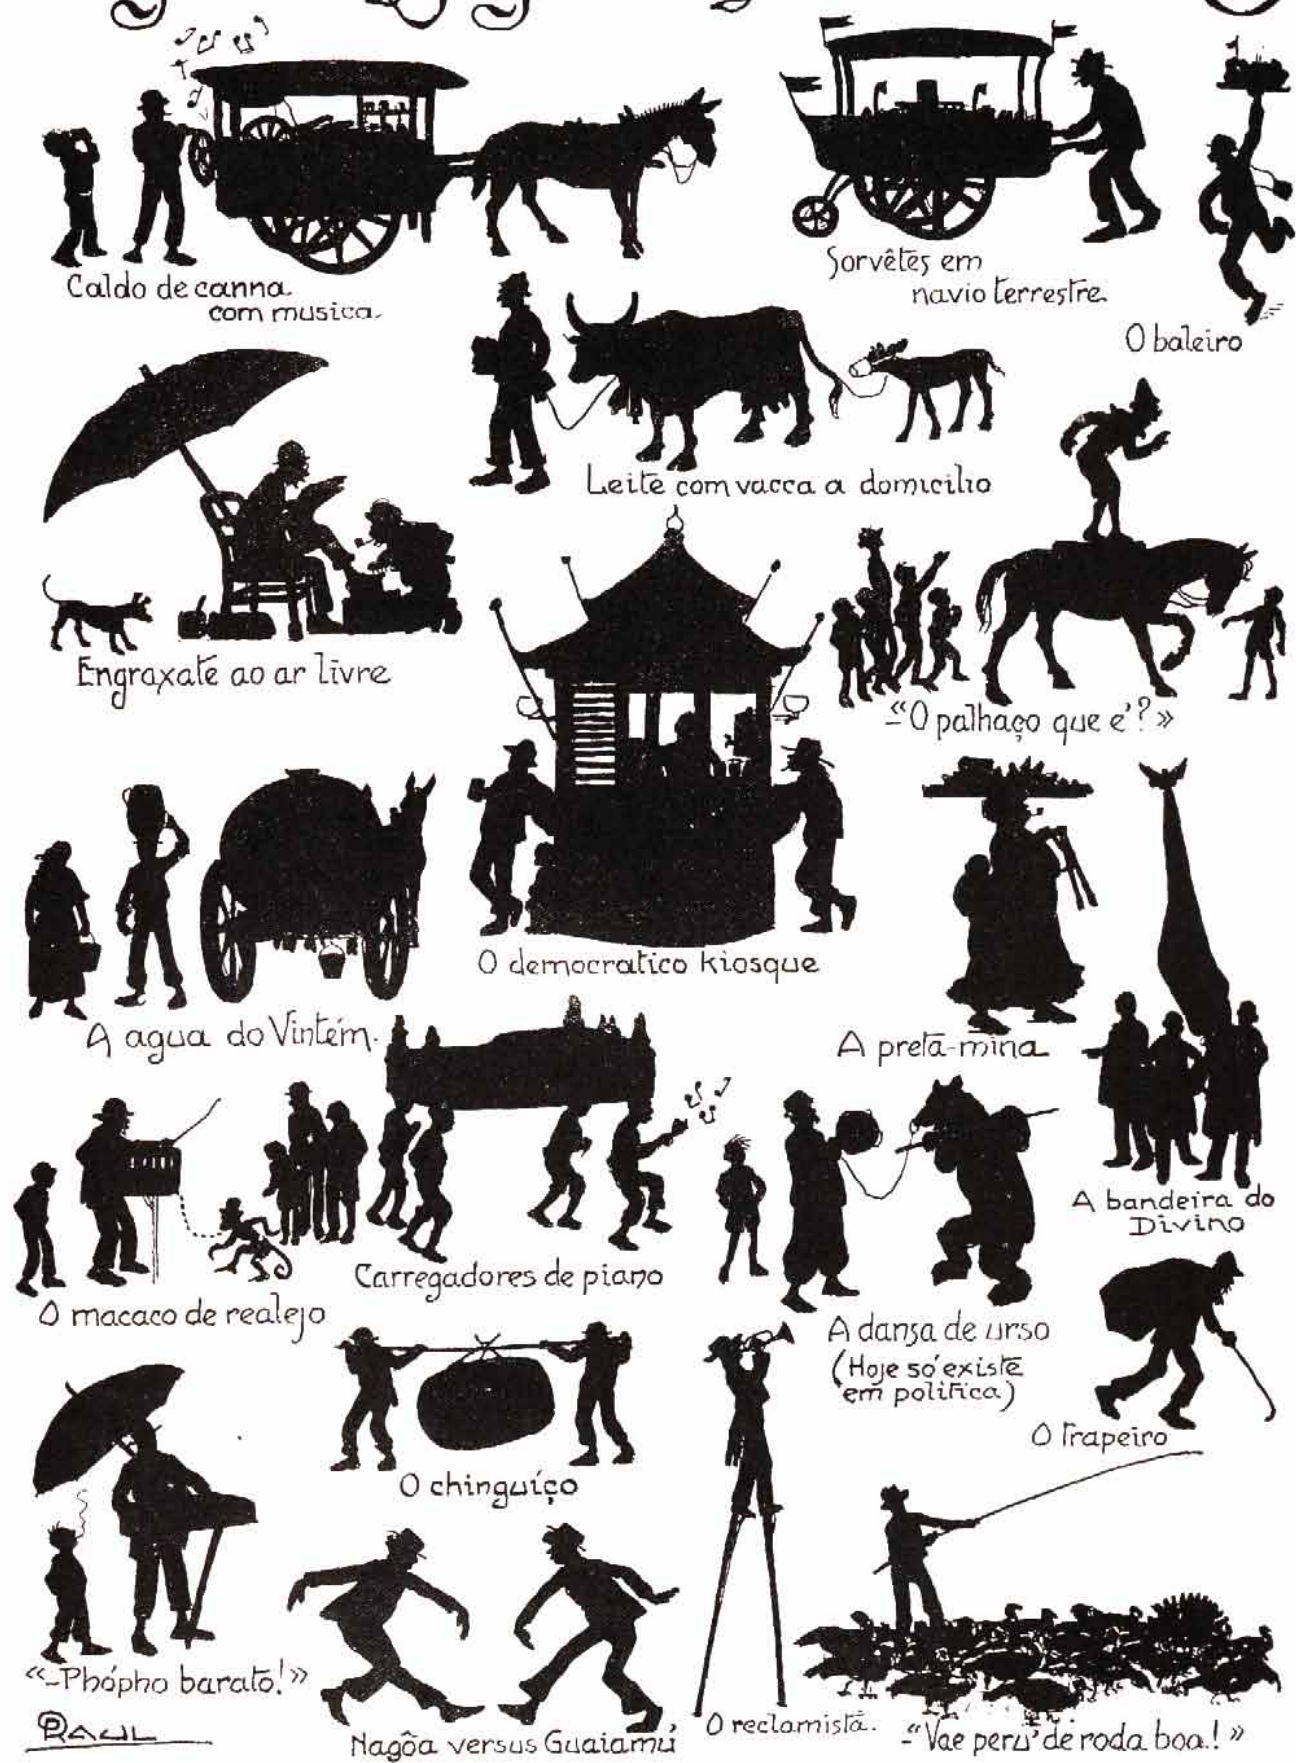 Caldo de canna
com musica.
Sorvêtes em
navio terrestre
O baleiro
Leite com vacca a domicilio
Engraxate ao ar livre
-«O palhaço que é?»
O democratico kiosque
A agua do Vintém.
A preta-mina
A bandeira do
Divino
Carregadores de piano
O macaco de realejo
A dansa de urso
(Hoje só existe
em politica)
O trapeiro
O chinguiço
«-Phópho barato!»
RAUL
Nagôa versus Guaiamú
O reclamista.
-"Vae perú de roda boa!"